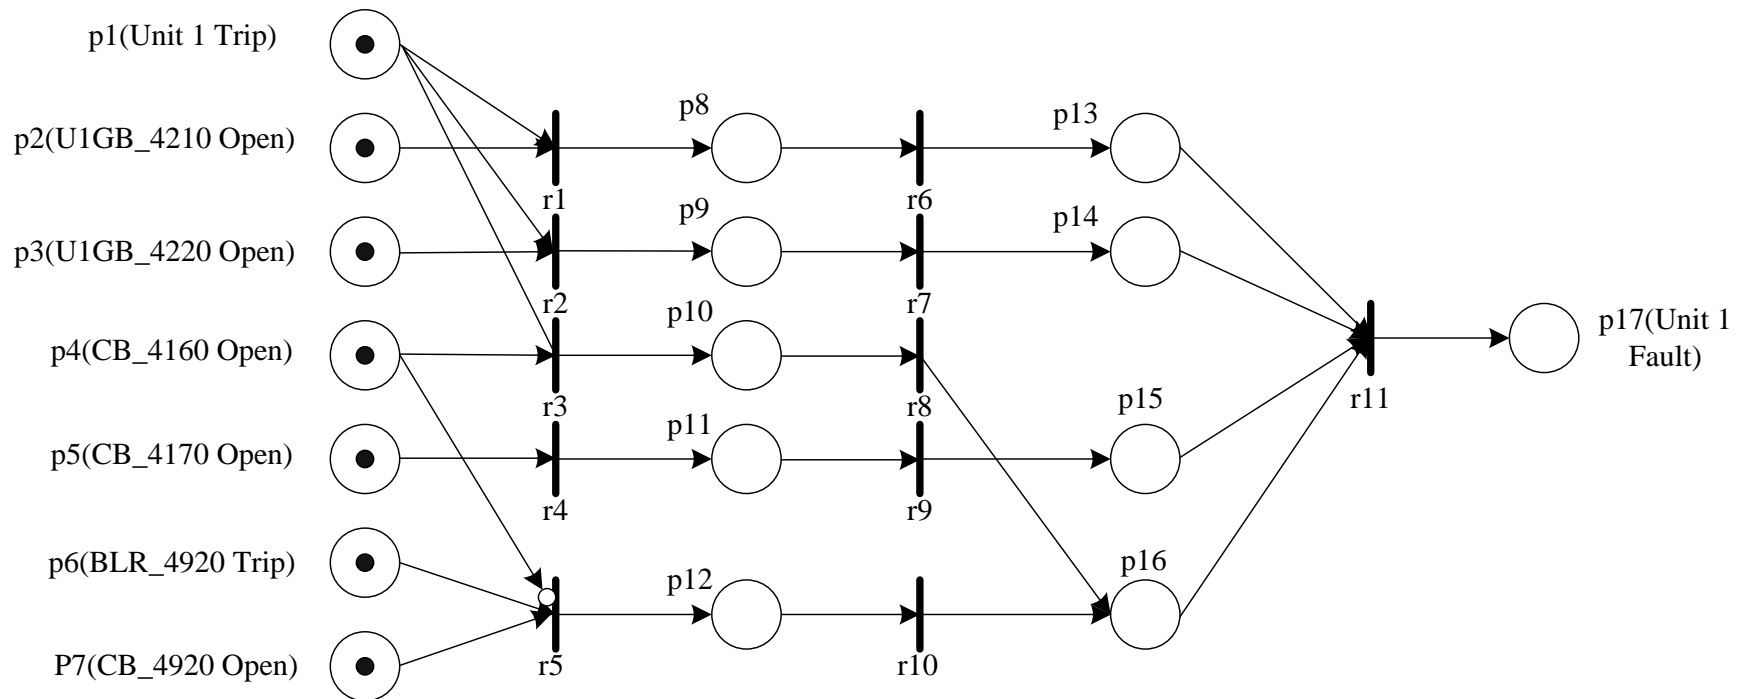 p1(Unit 1 Trip)
p2(U1GB_4210 Open)
p3(U1GB_4220 Open)
p4(CB_4160 Open)
p5(CB_4170 Open)
p6(BLR_4920 Trip)
P7(CB_4920 Open)
r1
r2
r3
r4
r5
p8
p9
p10
p11
p12
r6
r7
r8
r9
r10
p13
p14
p15
p16
r11
p17(Unit 1
Fault)